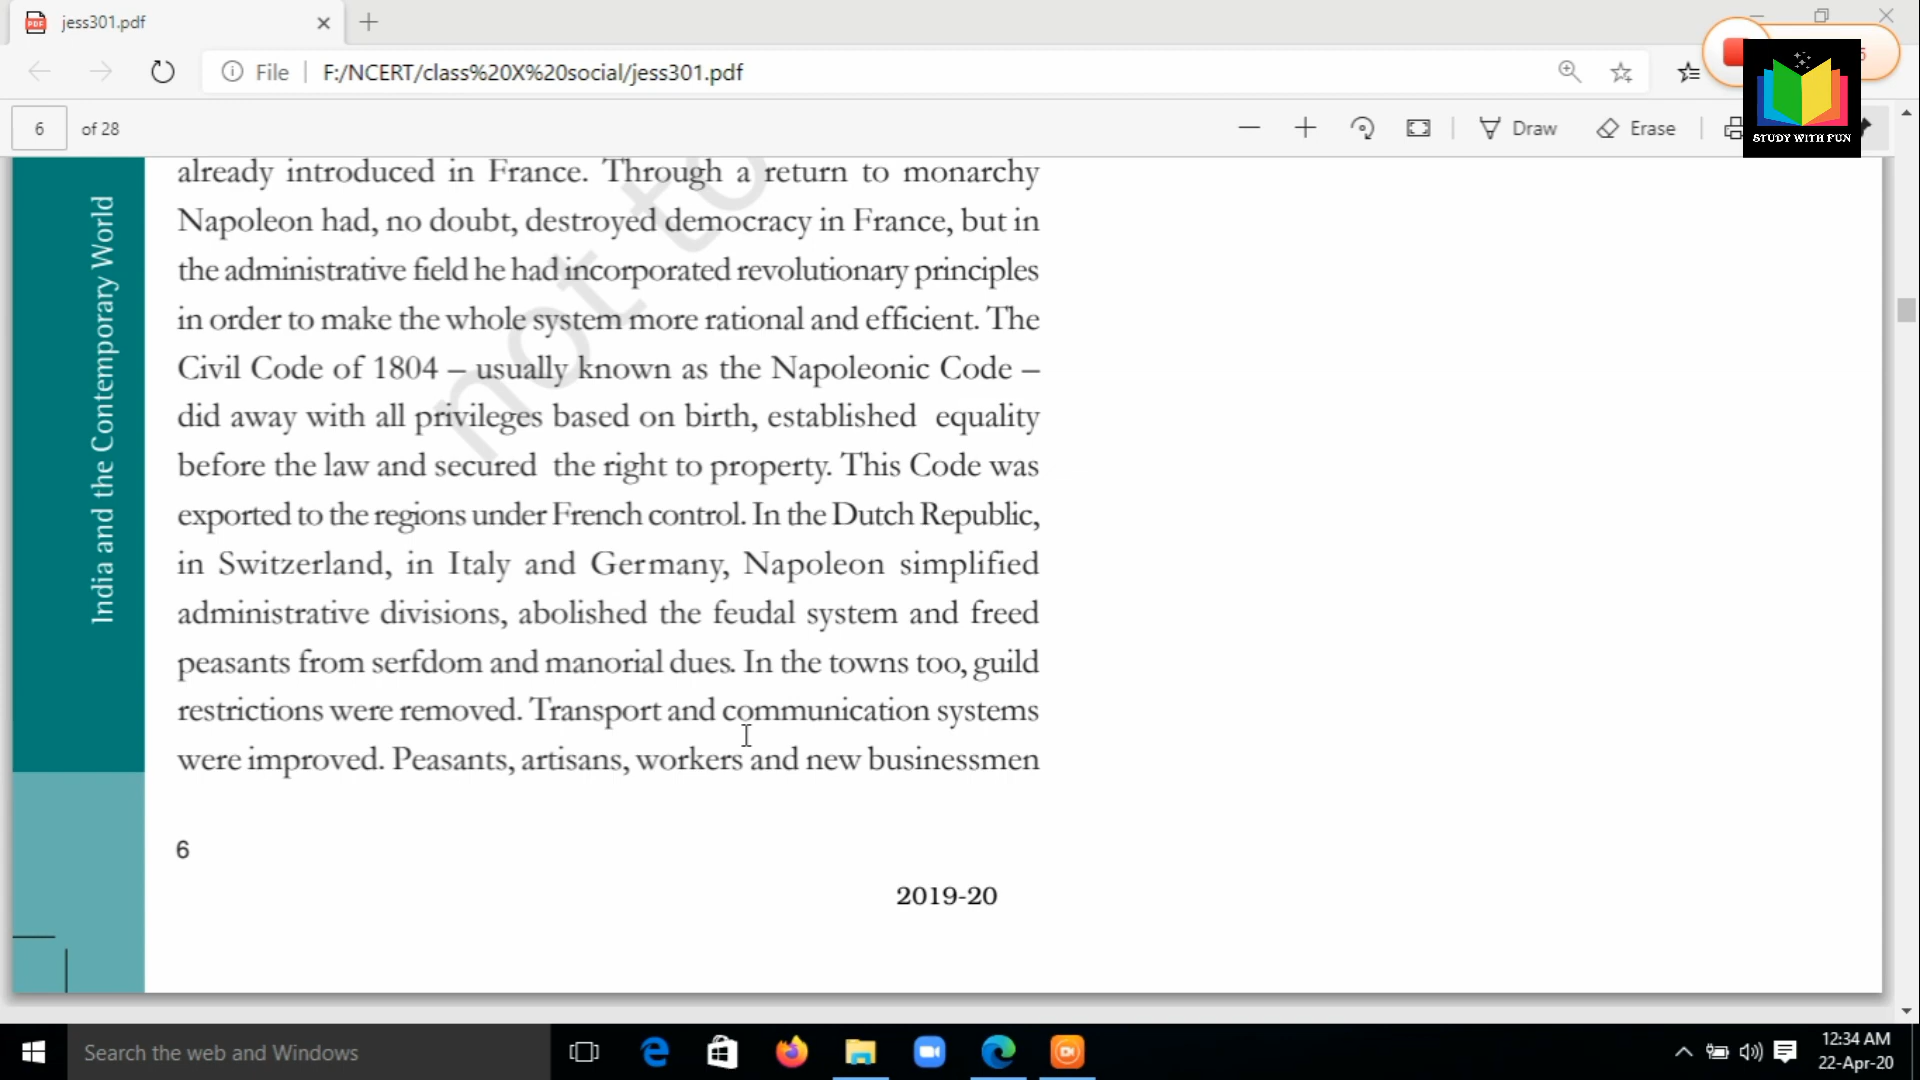 jess301.pdf
File
F:/NCERT/class%20X%20social/jess301.pdf
6 of 28
Draw
Erase
STUDY WITH FUN
India and the Contemporary World
not to
already introduced in France. Through a return to monarchy
Napoleon had, no doubt, destroyed democracy in France, but in
the administrative field he had incorporated revolutionary principles
in order to make the whole system more rational and efficient. The
Civil Code of 1804 – usually known as the Napoleonic Code –
did away with all privileges based on birth, established equality
before the law and secured the right to property. This Code was
exported to the regions under French control. In the Dutch Republic,
in Switzerland, in Italy and Germany, Napoleon simplified
administrative divisions, abolished the feudal system and freed
peasants from serfdom and manorial dues. In the towns too, guild
restrictions were removed. Transport and communication systems
were improved. Peasants, artisans, workers and new businessmen
6
2019-20
Search the web and Windows
12:34 AM
22-Apr-20